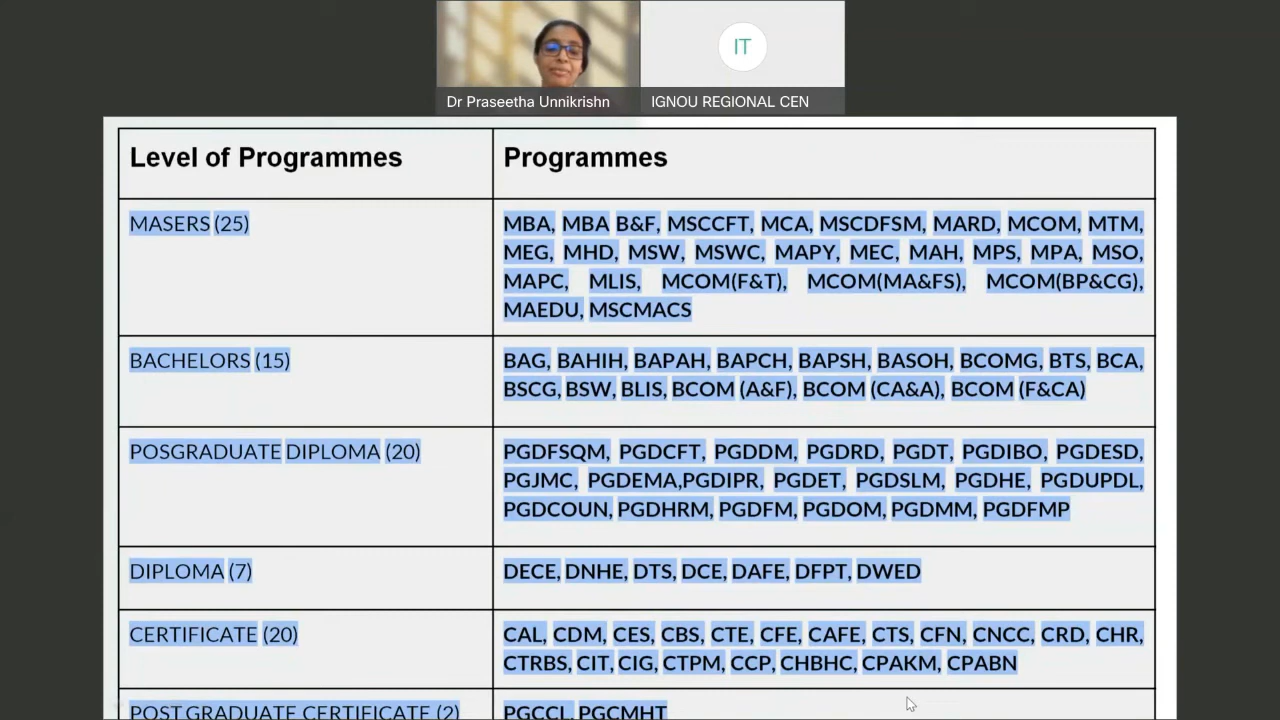 IT
Dr Praseetha Unnikrishn
IGNOU REGIONAL CEN
Level of Programmes
Programmes
MASERS (25)
MBA, MBA B&F, MSCCFT, MCA, MSCDFSM, MARD, MCOM, MTM,
MEG, MHD, MSW, MSWC, MAPY, MEC, MAH, MPS, MPA, MSO,
MAPC, MLIS, MCOM(F&T), MCOM(MA&FS), MCOM(BP&CG),
MAEDU, MSCMACS
BACHELORS (15)
BAG, BAHIH, BAPAH, BAPCH, BAPSH, BASOH, BCOMG, BTS, BCA,
BSCG, BSW, BLIS, BCOM (A&F), BCOM (CA&A), BCOM (F&CA)
POSGRADUATE DIPLOMA (20)
PGDFSQM, PGDCFT, PGDDM, PGDRD, PGDT, PGDIBO, PGDESD,
PGJMC, PGDEMA,PGDIPR, PGDET, PGDSLM, PGDHE, PGDUPDL,
PGDCOUN, PGDHRM, PGDFM, PGDOM, PGDMM, PGDFMP
DIPLOMA (7)
DECE, DNHE, DTS, DCE, DAFE, DFPT, DWED
CERTIFICATE (20)
CAL, CDM, CES, CBS, CTE, CFE, CAFE, CTS, CFN, CNCC, CRD, CHR,
CTRBS, CIT, CIG, CTPM, CCP, CHBHC, CPAKM, CPABN
POST GRADUATE CERTIFICATE (2)
PGCCL, PGCMHT